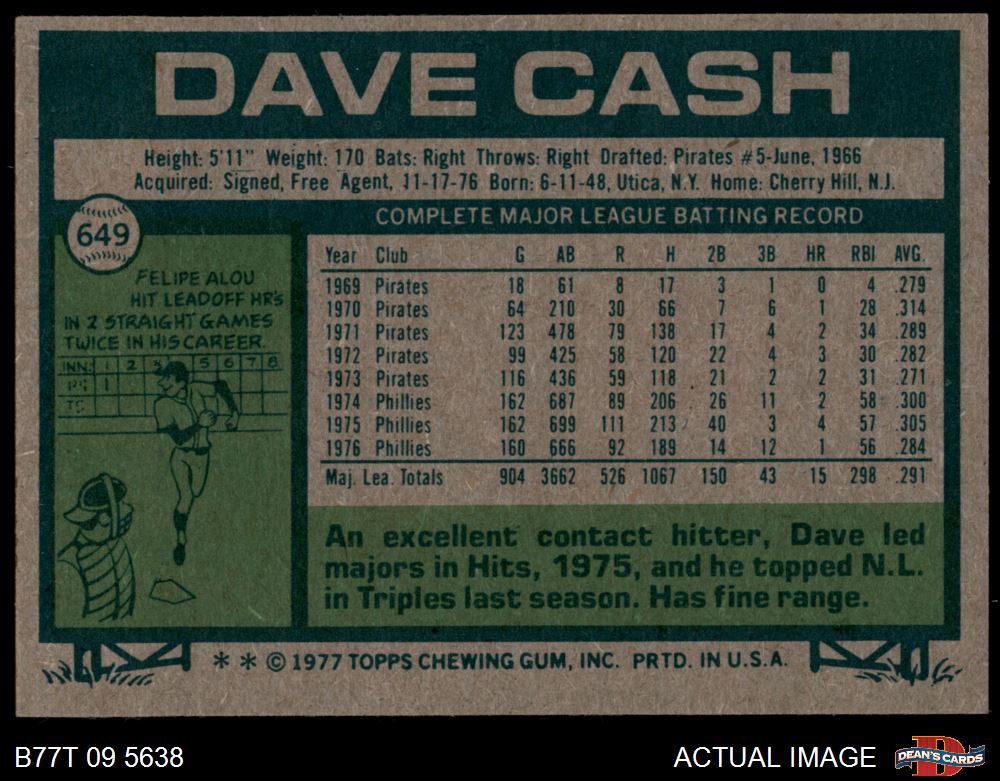 DAVE CASH
Height: 5'11" Weight: 170 Bats: Right Throws: Right Drafted: Pirates #5-June, 1966
Acquired: Signed, Free Agent, 11-17-76 Born: 6-11-48, Utica, N.Y. Home: Cherry Hill, N.J.
649
COMPLETE MAJOR LEAGUE BATTING RECORD
FELIPE ALOU
HIT LEADOFF HR'S
IN 2 STRAIGHT GAMES
TWICE IN HIS CAREER.
INN. 1 2 3 5 6 7 8
Year Club G AB R H 2B 3B HR RBI AVG.
1969 Pirates 18 61 8 17 3 1 0 4 .279
1970 Pirates 64 210 30 66 7 6 1 28 .314
1971 Pirates 123 478 79 138 17 4 2 34 .289
1972 Pirates 99 425 58 120 22 4 3 30 .282
1973 Pirates 116 436 59 118 21 2 2 31 .271
1974 Phillies 162 687 89 206 26 11 2 58 .300
1975 Phillies 162 699 111 213 40 3 4 57 .305
1976 Phillies 160 666 92 189 14 12 1 56 .284
Maj. Lea. Totals 904 3662 526 1067 150 43 15 298 .291
An excellent contact hitter, Dave led
majors in Hits, 1975, and he topped N.L.
in Triples last season. Has fine range.
* * © 1977 TOPPS CHEWING GUM, INC. PRTD. IN U.S.A.
B77T 09 5638
ACTUAL IMAGE
D
DEAN'S CARDS